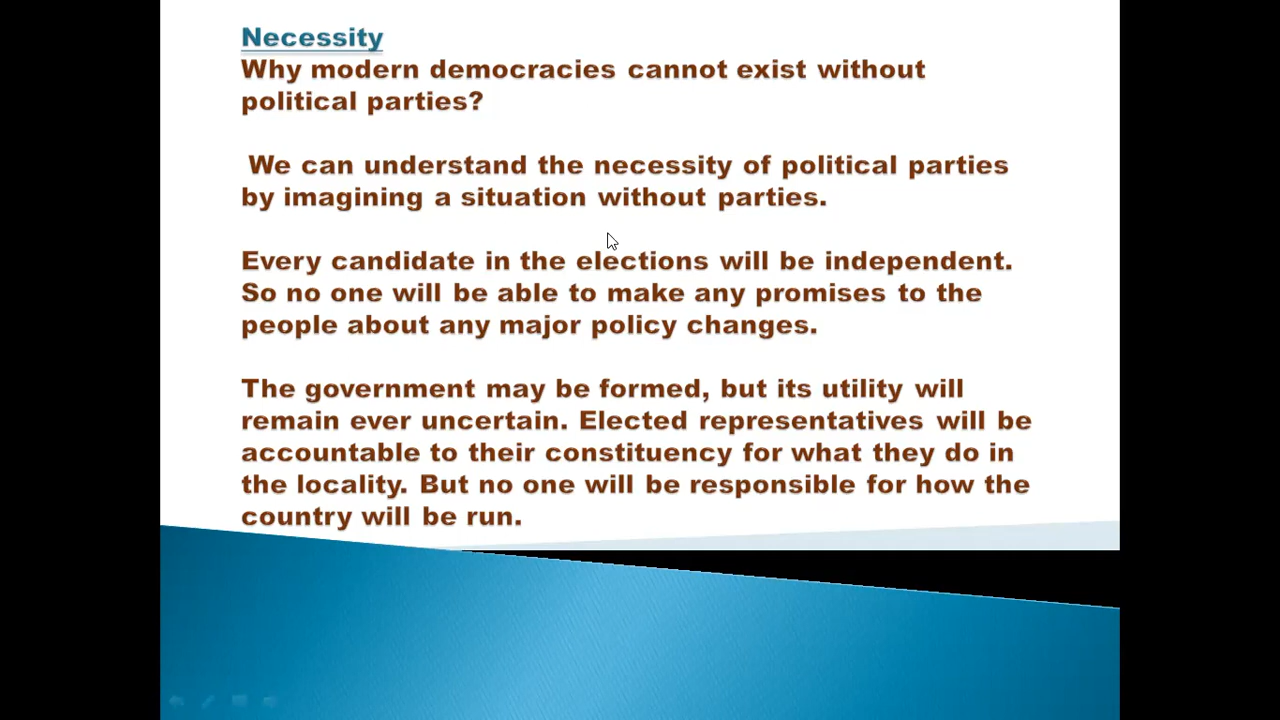 Necessity
Why modern democracies cannot exist without
political parties?
We can understand the necessity of political parties
by imagining a situation without parties.
Every candidate in the elections will be independent.
So no one will be able to make any promises to the
people about any major policy changes.
The government may be formed, but its utility will
remain ever uncertain. Elected representatives will be
accountable to their constituency for what they do in
the locality. But no one will be responsible for how the
country will be run.